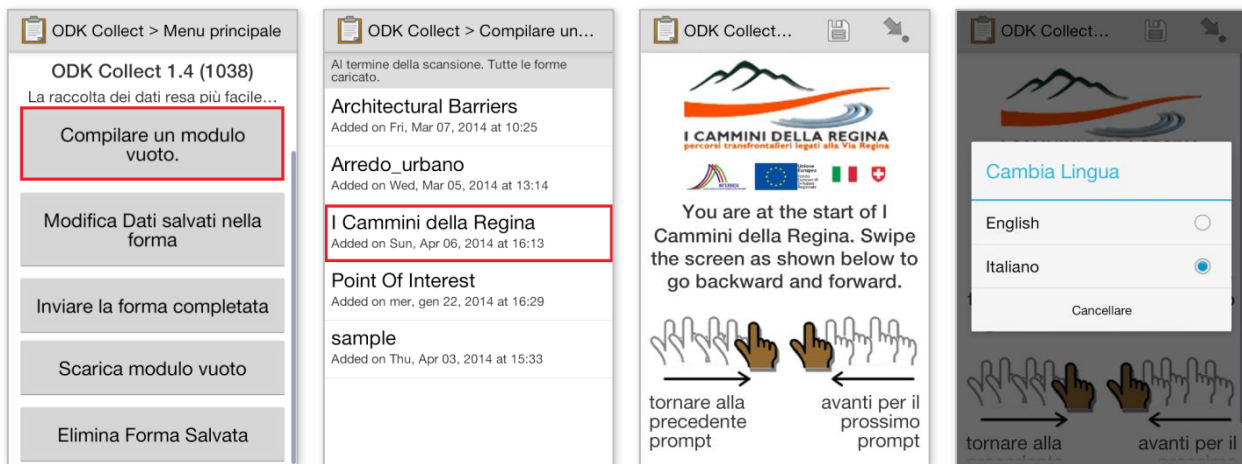 ODK Collect > Menu principale
ODK Collect 1.4 (1038)
La raccolta dei dati resa più facile...
Compilare un modulo
vuoto.
Modifica Dati salvati nella
forma
Inviare la forma completata
Scarica modulo vuoto
Elimina Forma Salvata
ODK Collect > Compilare un...
Al termine della scansione. Tutte le forme
caricato.
Architectural Barriers
Added on Fri, Mar 07, 2014 at 10:25
Arredo_urbano
Added on Wed, Mar 05, 2014 at 13:14
I Cammini della Regina
Added on Sun, Apr 06, 2014 at 16:13
Point Of Interest
Added on mer, gen 22, 2014 at 16:29
sample
Added on Thu, Apr 03, 2014 at 15:33
ODK Collect...
I CAMMINI DELLA REGINA
percorsi transfrontalieri legati alla Via Regina
You are at the start of I
Cammini della Regina. Swipe
the screen as shown below to
go backward and forward.
tornare alla
precedente
prompt
avanti per il
prossimo
prompt
ODK Collect...
I CAMMINI DELLA REGINA
Cambia Lingua
English
Italiano
Cancellare
tornare alla
avanti per il